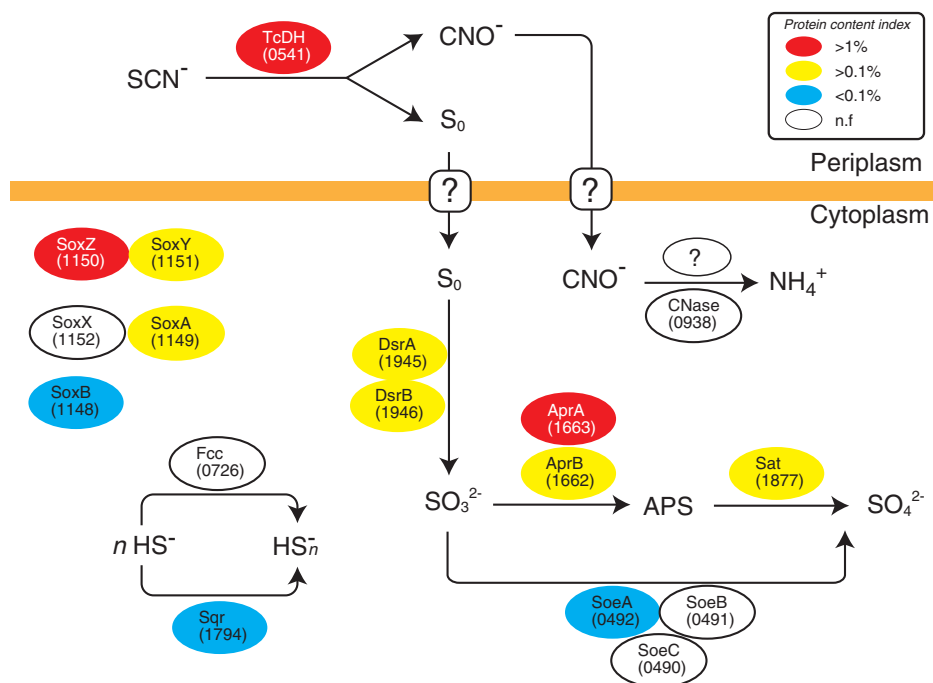 Protein content index
>1%
>0.1%
<0.1%
n.f
TcDH
(0541)
SCN⁻
CNO⁻
S₀
Periplasm
?
?
Cytoplasm
SoxZ
(1150)
SoxY
(1151)
SoxX
(1152)
SoxA
(1149)
SoxB
(1148)
S₀
CNO⁻
?
NH₄⁺
CNase
(0938)
DsrA
(1945)
DsrB
(1946)
AprA
(1663)
AprB
(1662)
Sat
(1877)
SO₃²⁻
APS
SO₄²⁻
Fcc
(0726)
n HS⁻
HS⁻n
Sqr
(1794)
SoeA
(0492)
SoeB
(0491)
SoeC
(0490)